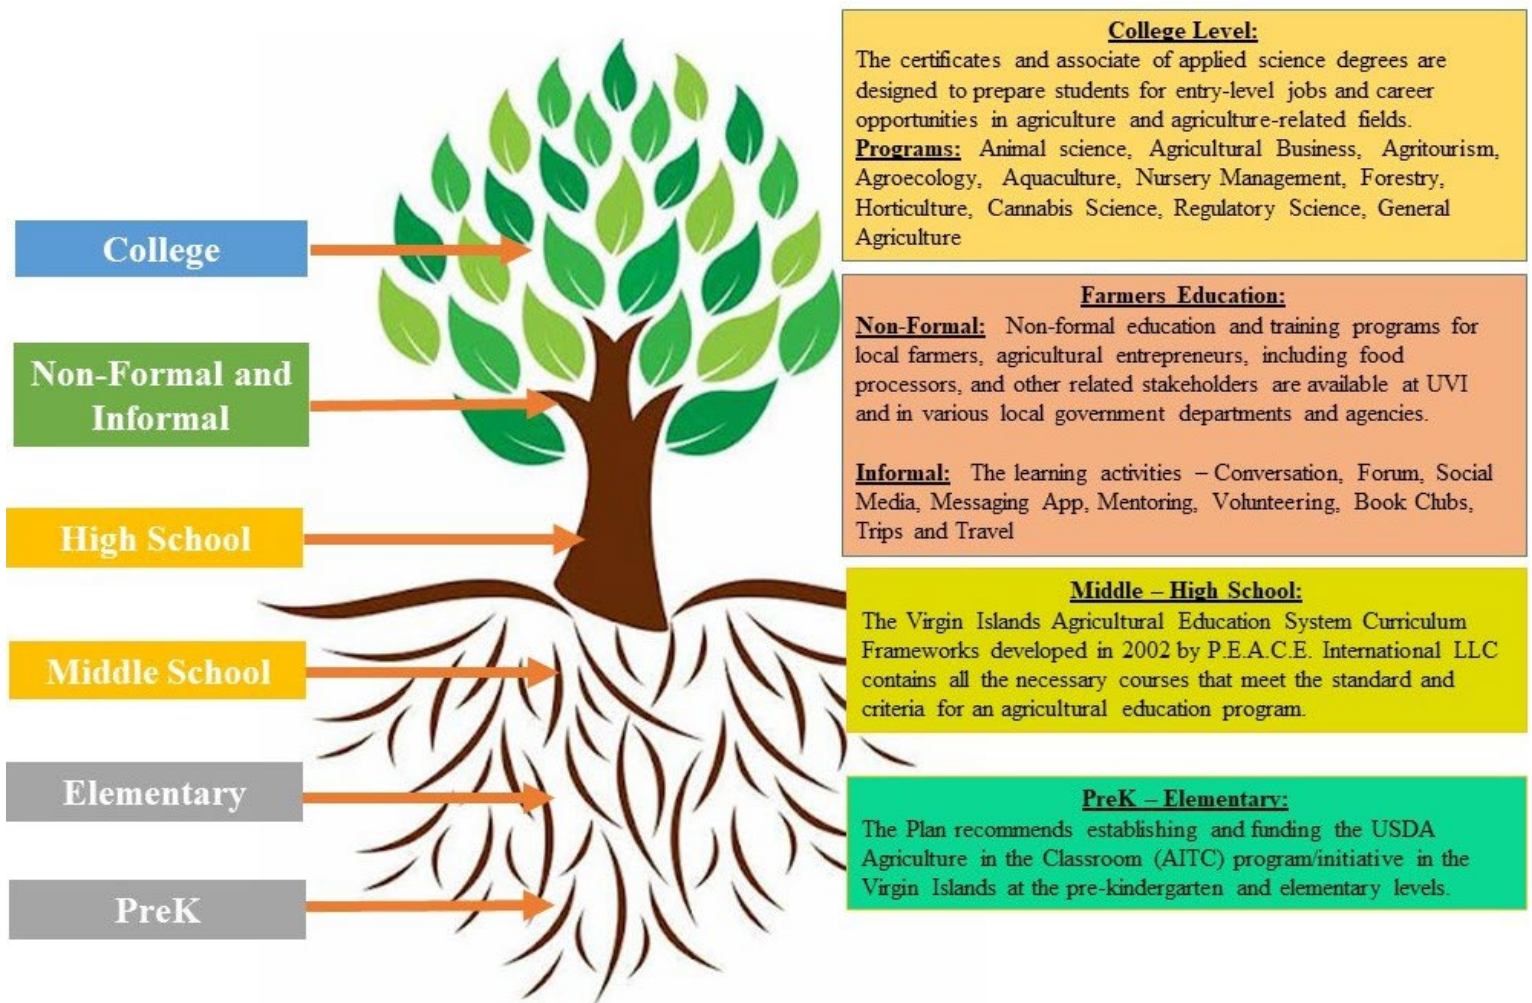 College
Non-Formal and
Informal
High School
Middle School
Elementary
PreK
College Level:
The certificates and associate of applied science degrees are
designed to prepare students for entry-level jobs and career
opportunities in agriculture and agriculture-related fields.
Programs: Animal science, Agricultural Business, Agritourism,
Agroecology, Aquaculture, Nursery Management, Forestry,
Horticulture, Cannabis Science, Regulatory Science, General
Agriculture
Farmers Education:
Non-Formal: Non-formal education and training programs for
local farmers, agricultural entrepreneurs, including food
processors, and other related stakeholders are available at UVI
and in various local government departments and agencies.
Informal: The learning activities – Conversation, Forum, Social
Media, Messaging App, Mentoring, Volunteering, Book Clubs,
Trips and Travel
Middle – High School:
The Virgin Islands Agricultural Education System Curriculum
Frameworks developed in 2002 by P.E.A.C.E. International LLC
contains all the necessary courses that meet the standard and
criteria for an agricultural education program.
PreK – Elementary:
The Plan recommends establishing and funding the USDA
Agriculture in the Classroom (AITC) program/initiative in the
Virgin Islands at the pre-kindergarten and elementary levels.